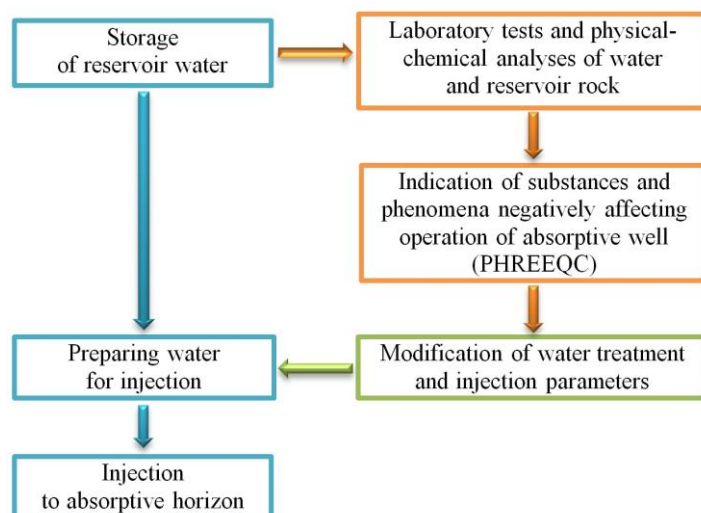 Storage
of reservoir water
Laboratory tests and physical-
chemical analyses of water
and reservoir rock
Indication of substances and
phenomena negatively affecting
operation of absorptive well
(PHREEQC)
Preparing water
for injection
Modification of water treatment
and injection parameters
Injection
to absorptive horizon